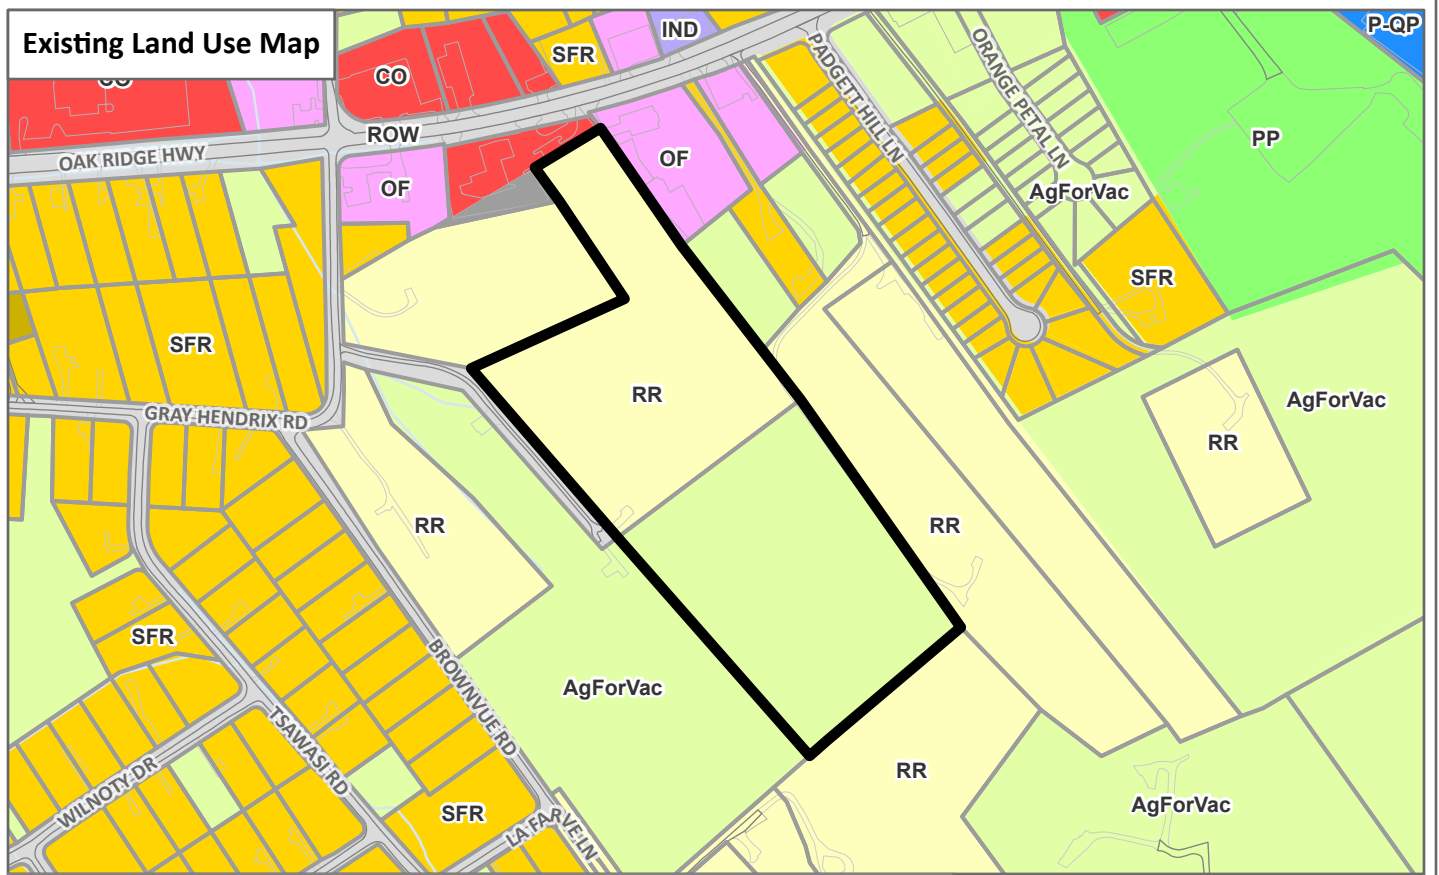 Existing Land Use Map
P-QP
IND
SFR
CO
CO
ROW
OAK RIDGE HWY
PADGETT HILL LN
ORANGE PETAL LN
PP
OF
OF
AgForVac
SFR
SFR
RR
AgForVac
GRAY HENDRIX RD
RR
RR
RR
SFR
BROWNVUE RD
AgForVac
TSAWASI RD
RR
WILNOTY DR
SFR
AgForVac
LA FARVE LN